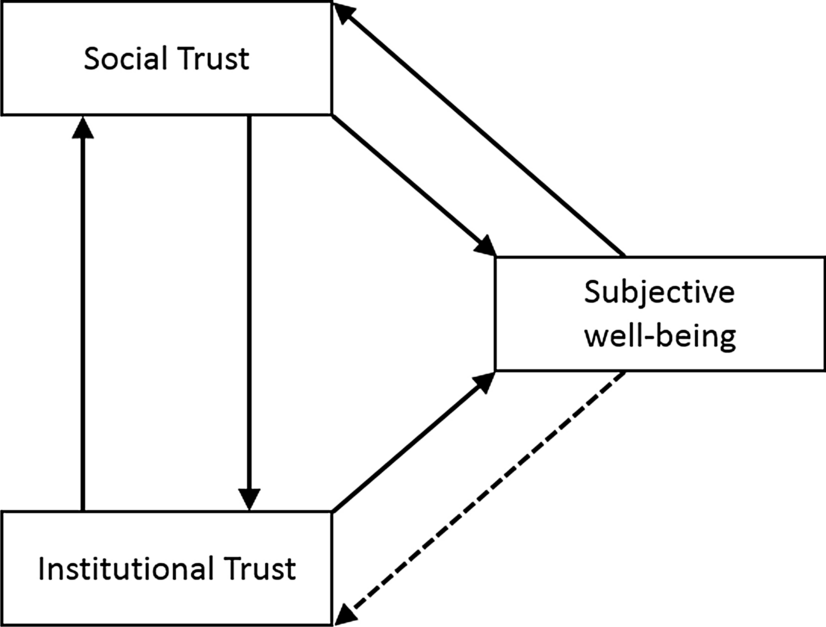 Social Trust
Subjective
well-being
Institutional Trust